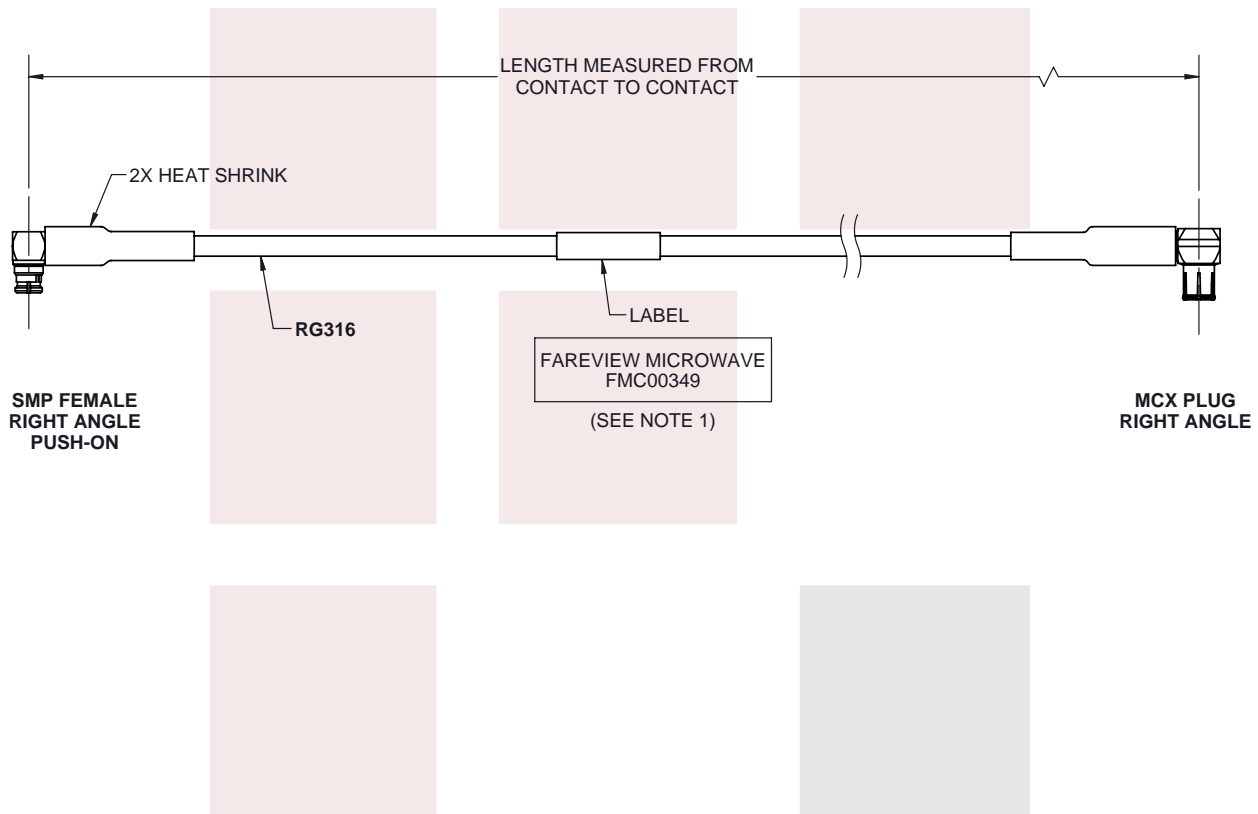 LENGTH MEASURED FROM
CONTACT TO CONTACT
2X HEAT SHRINK
RG316
LABEL
FAREVIEW MICROWAVE
FMC00349
(SEE NOTE 1)
SMP FEMALE
RIGHT ANGLE
PUSH-ON
MCX PLUG
RIGHT ANGLE